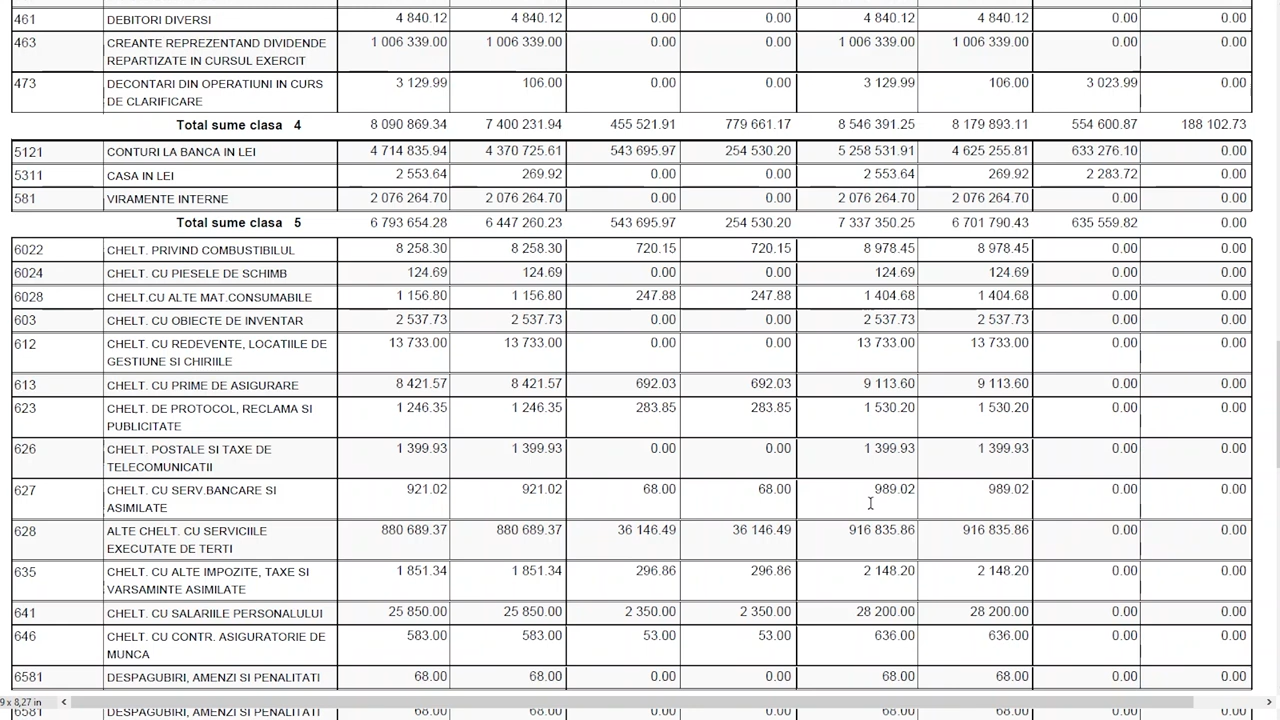 461 DEBITORI DIVERSI 4 840.12 4 840.12 0.00 0.00 4 840.12 4 840.12 0.00 0.00
463 CREANTE REPREZENTAND DIVIDENDE 1 006 339.00 1 006 339.00 0.00 0.00 1 006 339.00 1 006 339.00 0.00 0.00
REPARTIZATE IN CURSUL EXERCIT
473 DECONTARI DIN OPERATIUNI IN CURS 3 129.99 106.00 0.00 0.00 3 129.99 106.00 3 023.99 0.00
DE CLARIFICARE
Total sume clasa 4 8 090 869.34 7 400 231.94 455 521.91 779 661.17 8 546 391.25 8 179 893.11 554 600.87 188 102.73
5121 CONTURI LA BANCA IN LEI 4 714 835.94 4 370 725.61 543 695.97 254 530.20 5 258 531.91 4 625 255.81 633 276.10 0.00
5311 CASA IN LEI 2 553.64 269.92 0.00 0.00 2 553.64 269.92 2 283.72 0.00
581 VIRAMENTE INTERNE 2 076 264.70 2 076 264.70 0.00 0.00 2 076 264.70 2 076 264.70 0.00 0.00
Total sume clasa 5 6 793 654.28 6 447 260.23 543 695.97 254 530.20 7 337 350.25 6 701 790.43 635 559.82 0.00
6022 CHELT. PRIVIND COMBUSTIBILUL 8 258.30 8 258.30 720.15 720.15 8 978.45 8 978.45 0.00 0.00
6024 CHELT. CU PIESELE DE SCHIMB 124.69 124.69 0.00 0.00 124.69 124.69 0.00 0.00
6028 CHELT.CU ALTE MAT.CONSUMABILE 1 156.80 1 156.80 247.88 247.88 1 404.68 1 404.68 0.00 0.00
603 CHELT. CU OBIECTE DE INVENTAR 2 537.73 2 537.73 0.00 0.00 2 537.73 2 537.73 0.00 0.00
612 CHELT. CU REDEVENTE, LOCATIILE DE 13 733.00 13 733.00 0.00 0.00 13 733.00 13 733.00 0.00 0.00
GESTIUNE SI CHIRIILE
613 CHELT. CU PRIME DE ASIGURARE 8 421.57 8 421.57 692.03 692.03 9 113.60 9 113.60 0.00 0.00
623 CHELT. DE PROTOCOL, RECLAMA SI 1 246.35 1 246.35 283.85 283.85 1 530.20 1 530.20 0.00 0.00
PUBLICITATE
626 CHELT. POSTALE SI TAXE DE 1 399.93 1 399.93 0.00 0.00 1 399.93 1 399.93 0.00 0.00
TELECOMUNICATII
627 CHELT. CU SERV.BANCARE SI 921.02 921.02 68.00 68.00 989.02 989.02 0.00 0.00
ASIMILATE
628 ALTE CHELT. CU SERVICIILE 880 689.37 880 689.37 36 146.49 36 146.49 916 835.86 916 835.86 0.00 0.00
EXECUTATE DE TERTI
635 CHELT. CU ALTE IMPOZITE, TAXE SI 1 851.34 1 851.34 296.86 296.86 2 148.20 2 148.20 0.00 0.00
VARSAMINTE ASIMILATE
641 CHELT. CU SALARIILE PERSONALULUI 25 850.00 25 850.00 2 350.00 2 350.00 28 200.00 28 200.00 0.00 0.00
646 CHELT. CU CONTR. ASIGURATORIE DE 583.00 583.00 53.00 53.00 636.00 636.00 0.00 0.00
MUNCA
6581 DESPAGUBIRI, AMENZI SI PENALITATI 68.00 68.00 0.00 0.00 68.00 68.00 0.00 0.00
9 x 8,27 in
6581 DESPAGUBIRI, AMENZI SI PENALITATI 68.00 68.00 0.00 0.00 68.00 68.00 0.00 0.00